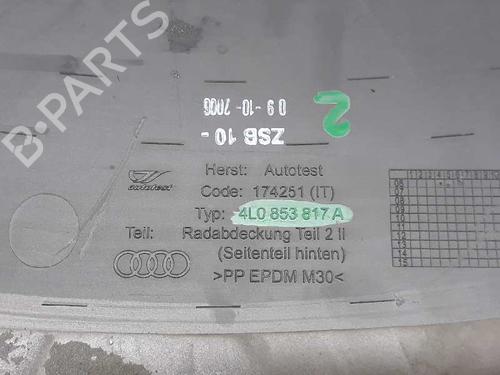 2
0 9 -10- 2006
ZSB 10 -
autotest
Herst: Autotest
Code: 174251 (IT)
Typ: 4L0 853 817 A
Teil: Radabdeckung Teil 2 li
(Seitenteil hinten)
>PP EPDM M30<